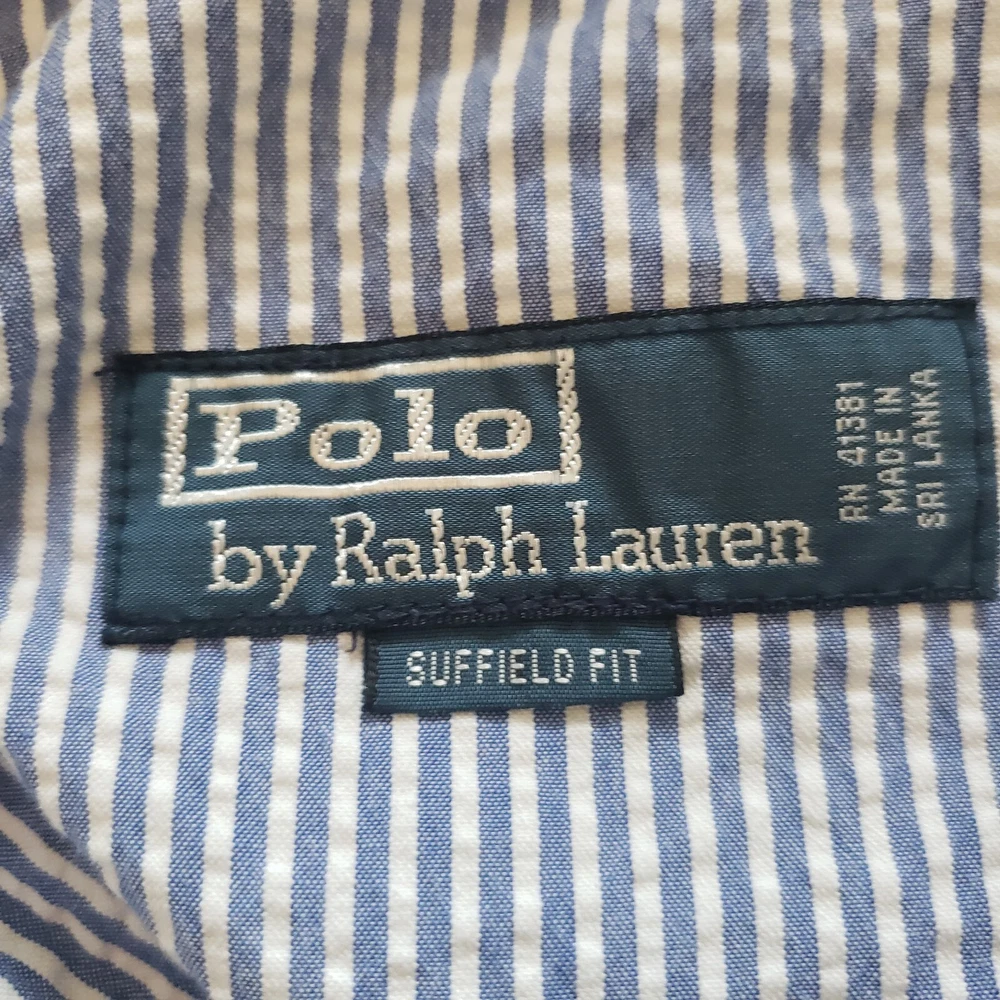 Polo
by Ralph Lauren
RN 41381
MADE IN
SRI LANKA
SUFFIELD FIT